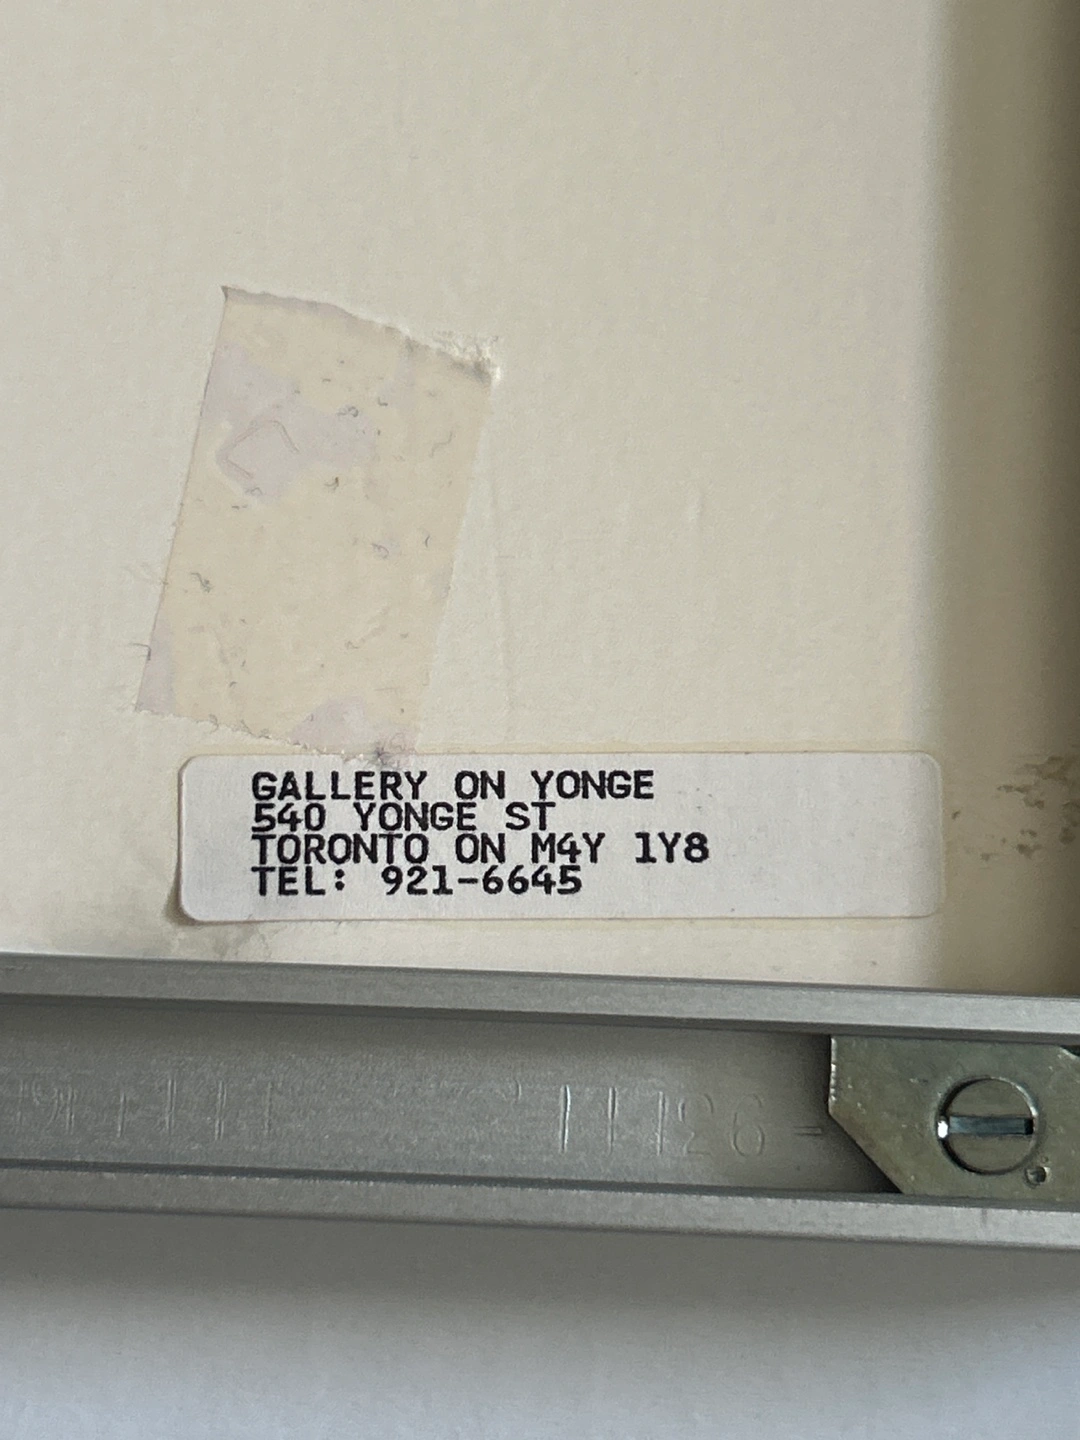 GALLERY ON YONGE
540 YONGE ST
TORONTO ON M4Y 1Y8
TEL: 921-6645